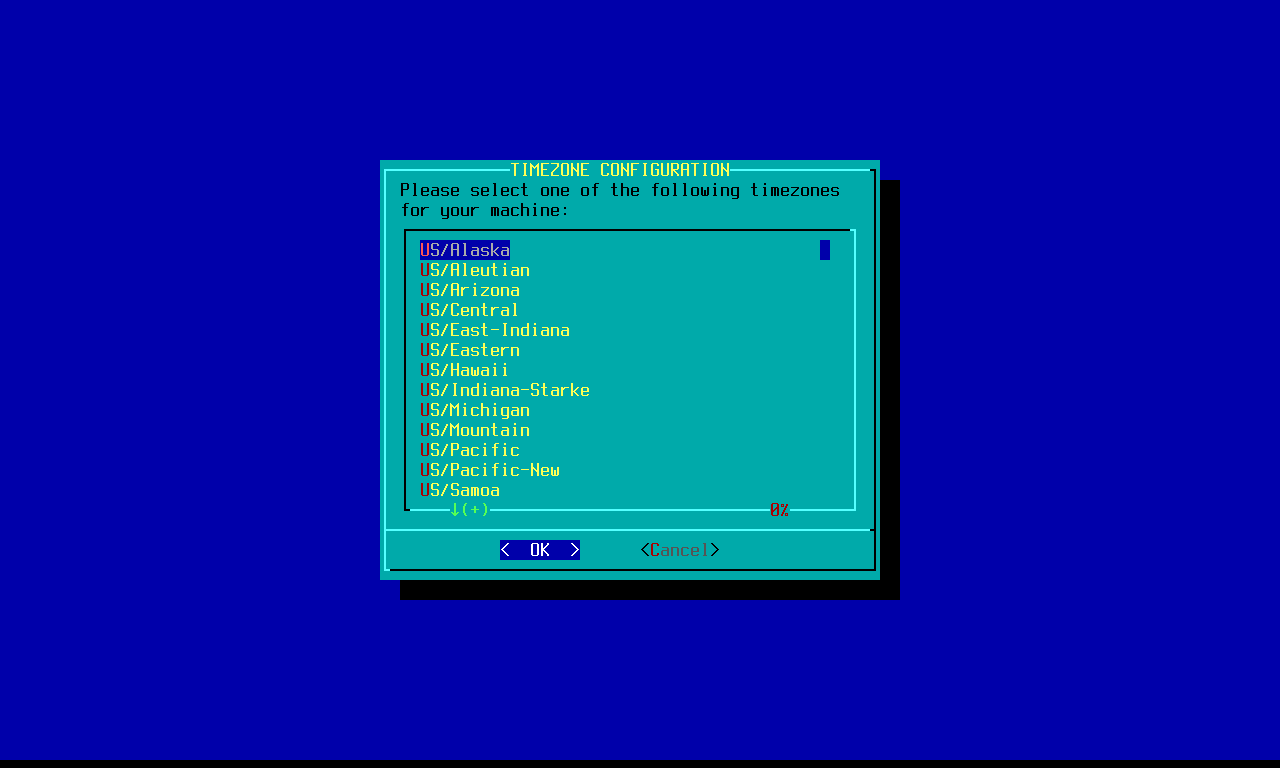 TIMEZONE CONFIGURATION
Please select one of the following timezones
for your machine:
US/Alaska
US/Aleutian
US/Arizona
US/Central
US/East-Indiana
US/Eastern
US/Hawaii
US/Indiana-Starke
US/Michigan
US/Mountain
US/Pacific
US/Pacific-New
US/Samoa
↓(+) 0%
< OK > <Cancel>